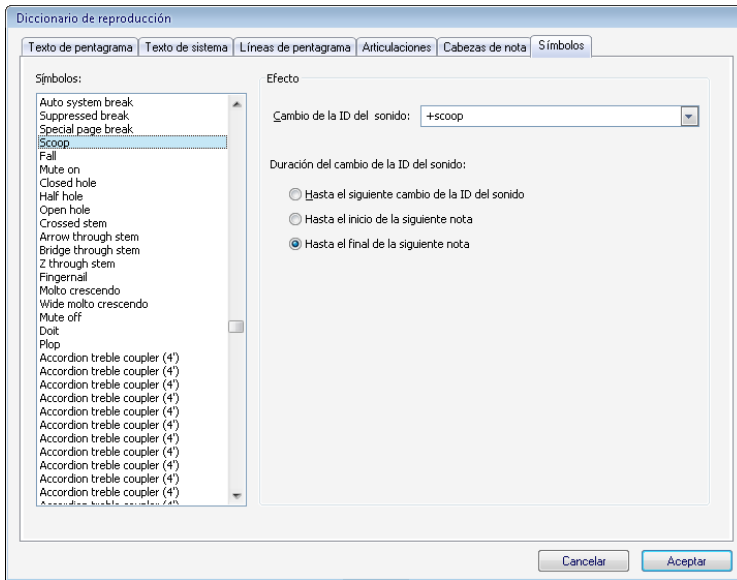 Diccionario de reproducción
Texto de pentagrama Texto de sistema Líneas de pentagrama Articulaciones Cabezas de nota Símbolos
Símbolos:
Auto system break
Suppressed break
Special page break
Scoop
Fall
Mute on
Closed hole
Half hole
Open hole
Crossed stem
Arrow through stem
Bridge through stem
Z through stem
Fingernail
Molto crescendo
Wide molto crescendo
Mute off
Doit
Plop
Accordion treble coupler (4')
Accordion treble coupler (4')
Accordion treble coupler (4')
Accordion treble coupler (4')
Accordion treble coupler (4')
Accordion treble coupler (4')
Accordion treble coupler (4')
Accordion treble coupler (4')
Accordion treble coupler (4')
Accordion treble coupler (4')
Accordion treble coupler (4')
Efecto
Cambio de la ID del sonido: +scoop
Duración del cambio de la ID del sonido:
Hasta el siguiente cambio de la ID del sonido
Hasta el inicio de la siguiente nota
Hasta el final de la siguiente nota
Cancelar Aceptar